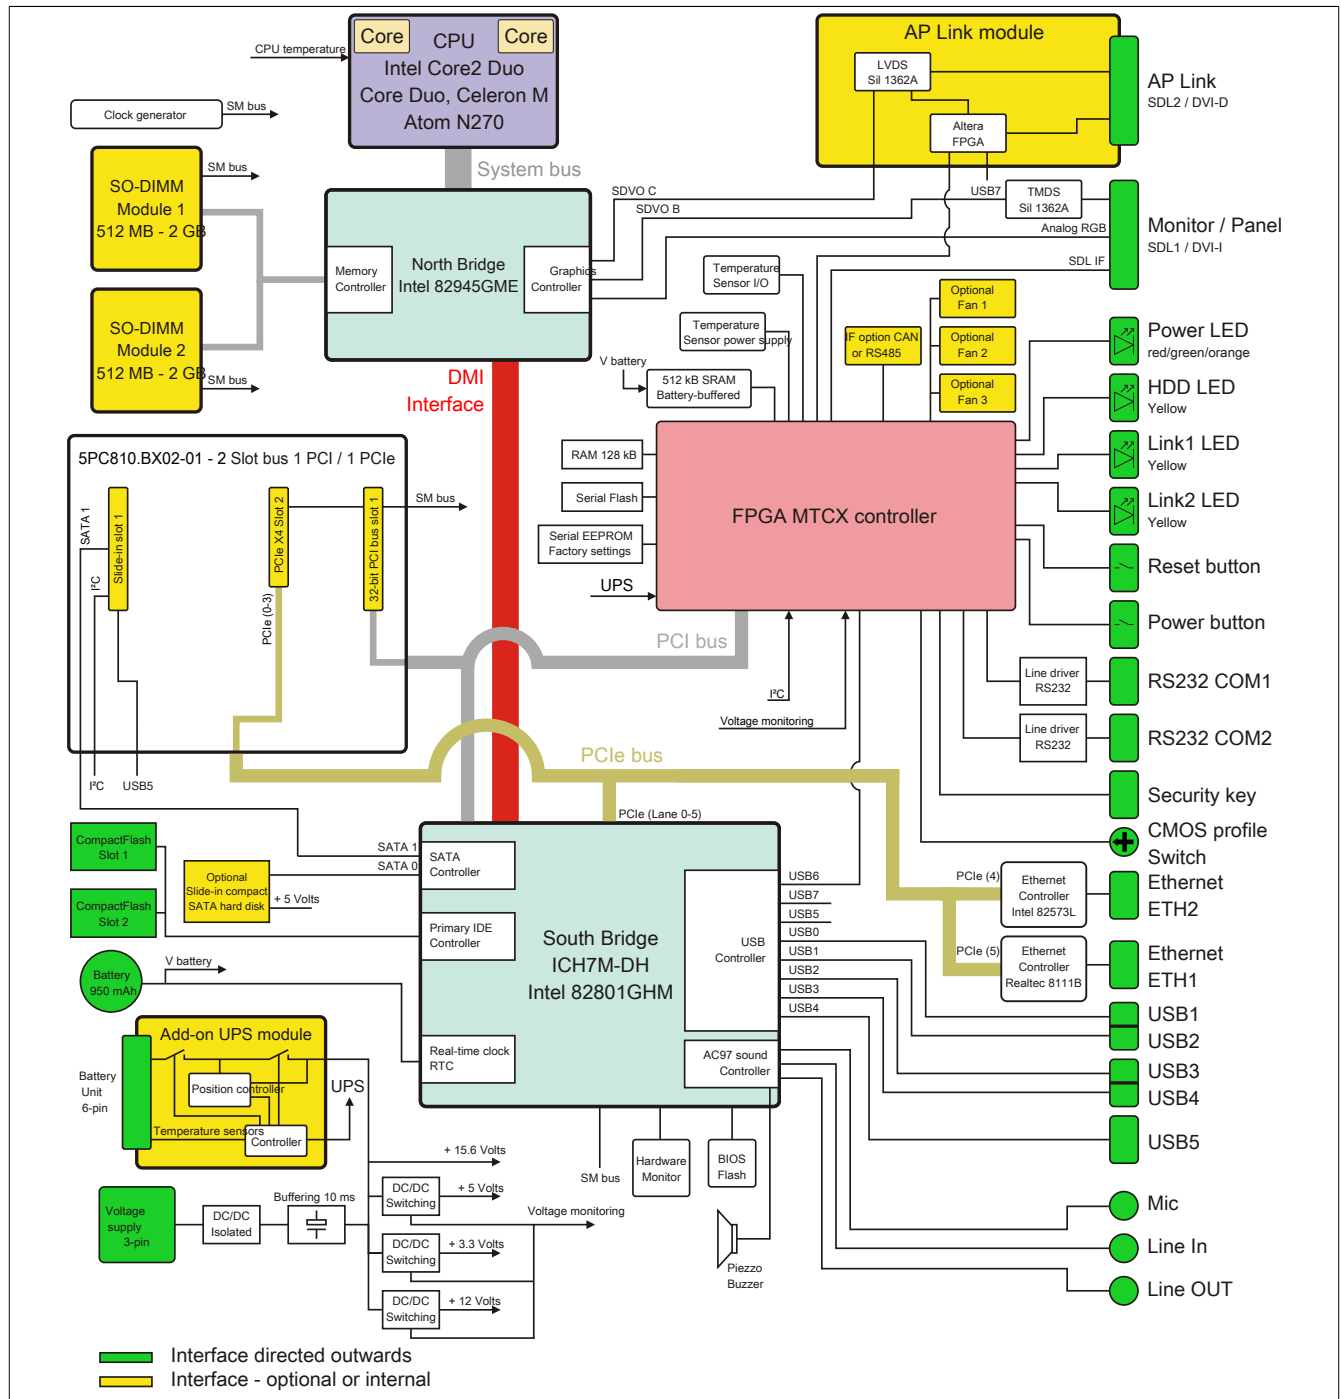 Core
CPU
Core
CPU temperature
Intel Core2 Duo
Core Duo, Celeron M
Atom N270
AP Link module
LVDS
Sil 1362A
Altera
FPGA
AP Link
SDL2 / DVI-D
Clock generator
SM bus
System bus
SO-DIMM
Module 1
512 MB - 2 GB
SM bus
SO-DIMM
Module 2
512 MB - 2 GB
SM bus
Memory
Controller
North Bridge
Intel 82945GME
Graphics
Controller
SDVO C
SDVO B
USB7
TMDS
Sil 1362A
Analog RGB
SDL IF
Monitor / Panel
SDL1 / DVI-I
Temperature
Sensor I/O
Temperature
Sensor power supply
V battery
512 kB SRAM
Battery-buffered
IF option CAN
or RS485
Optional
Fan 1
Optional
Fan 2
Optional
Fan 3
Power LED
red/green/orange
HDD LED
Yellow
Link1 LED
Yellow
Link2 LED
Yellow
Reset button
Power button
DMI
Interface
5PC810.BX02-01 - 2 Slot bus 1 PCI / 1 PCIe
SATA 1
I²C
Slide-in slot 1
PCIe X4 Slot 2
PCIe (0-3)
32-bit PCI bus slot 1
SM bus
I²C
USB5
RAM 128 kB
Serial Flash
Serial EEPROM
Factory settings
UPS
FPGA MTCX controller
PCI bus
I²C
Voltage monitoring
Line driver
RS232
RS232 COM1
Line driver
RS232
RS232 COM2
Security key
CMOS profile
Switch
PCIe bus
PCIe (Lane 0-5)
PCIe (4)
Ethernet
Controller
Intel 82573L
Ethernet
ETH2
PCIe (5)
Ethernet
Controller
Realtec 8111B
Ethernet
ETH1
CompactFlash
Slot 1
CompactFlash
Slot 2
Optional
Slide-in compact
SATA hard disk
+ 5 Volts
SATA 1
SATA 0
SATA
Controller
Primary IDE
Controller
South Bridge
ICH7M-DH
Intel 82801GHM
USB
Controller
USB6
USB7
USB5
USB0
USB1
USB2
USB3
USB4
USB1
USB2
USB3
USB4
USB5
Battery
950 mAh
V battery
Real-time clock
RTC
AC97 sound
Controller
Add-on UPS module
Battery
Unit
6-pin
Position controller
Temperature sensors
Controller
UPS
SM bus
Hardware
Monitor
BIOS
Flash
Piezzo
Buzzer
Mic
Line In
Line OUT
Voltage
supply
3-pin
DC/DC
Isolated
Buffering 10 ms
+ 15.6 Volts
DC/DC
Switching
+ 5 Volts
Voltage monitoring
DC/DC
Switching
+ 3.3 Volts
DC/DC
Switching
+ 12 Volts
Interface directed outwards
Interface - optional or internal